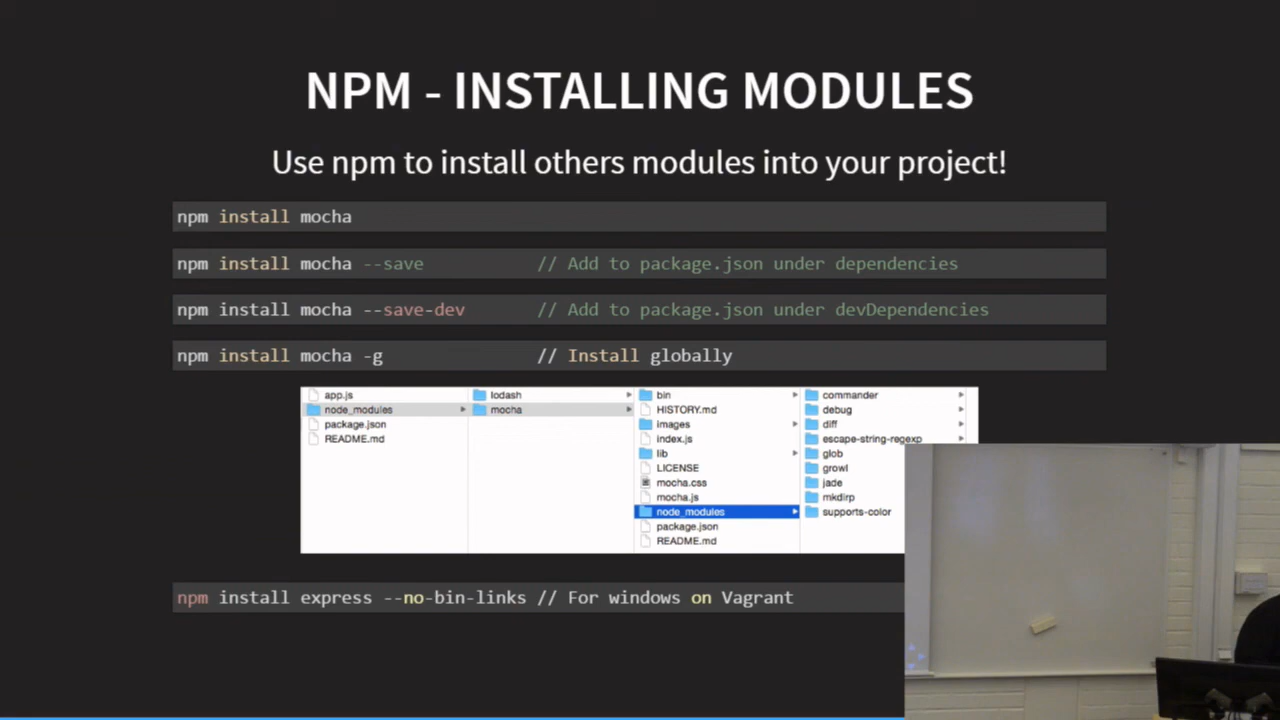 NPM - INSTALLING MODULES
Use npm to install others modules into your project!
npm install mocha
npm install mocha --save // Add to package.json under dependencies
npm install mocha --save-dev // Add to package.json under devDependencies
npm install mocha -g // Install globally
app.js
node_modules
package.json
README.md
lodash
mocha
bin
HISTORY.md
images
index.js
lib
LICENSE
mocha.css
mocha.js
node_modules
package.json
README.md
commander
debug
diff
escape-string-regexp
glob
growl
jade
mkdirp
supports-color
npm install express --no-bin-links // For windows on Vagrant